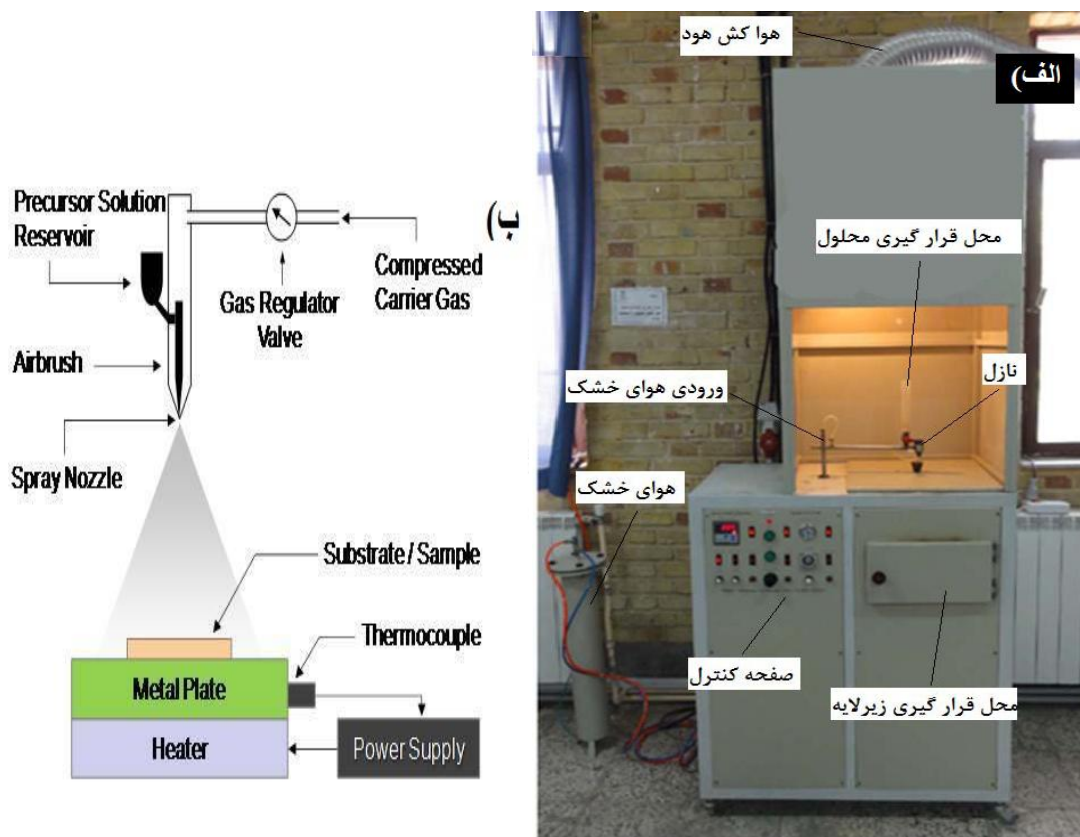 Precursor Solution
Reservoir
Airbrush
Spray Nozzle
Gas Regulator
Valve
Compressed
Carrier Gas
ب)
Substrate / Sample
Thermocouple
Metal Plate
Heater
Power Supply
الف)
هوا کش هود
محل قرار گیری محلول
نازل
ورودی هوای خشک
هوای خشک
صفحه کنترل
محل قرار گیری زیرلایه